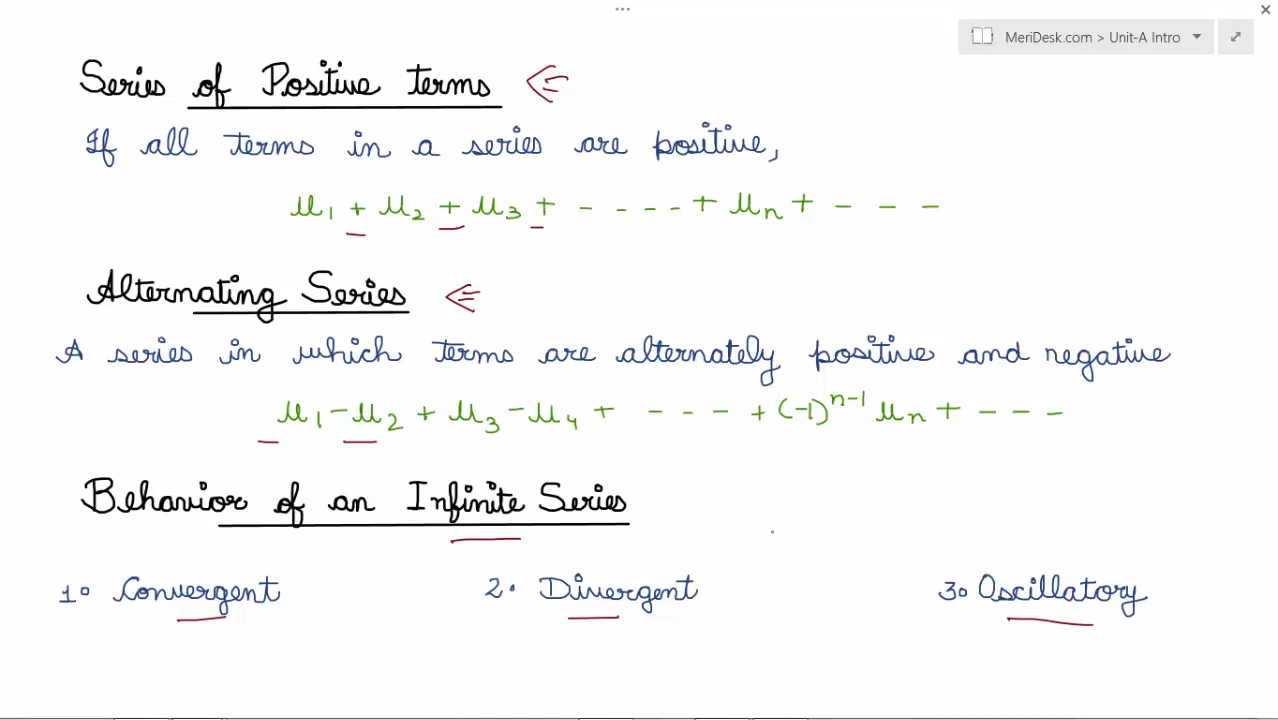 MeriDesk.com > Unit-A Intro
Series of Positive terms
If all terms in a series are positive,
u₁ + u₂ + u₃ + - - - - + uₙ + - - -
Alternating Series
A series in which terms are alternately positive and negative
u₁ - u₂ + u₃ - u₄ + - - - + (-1)ⁿ⁻¹ uₙ + - - -
Behavior of an Infinite Series
1. Convergent 2. Divergent 3. Oscillatory